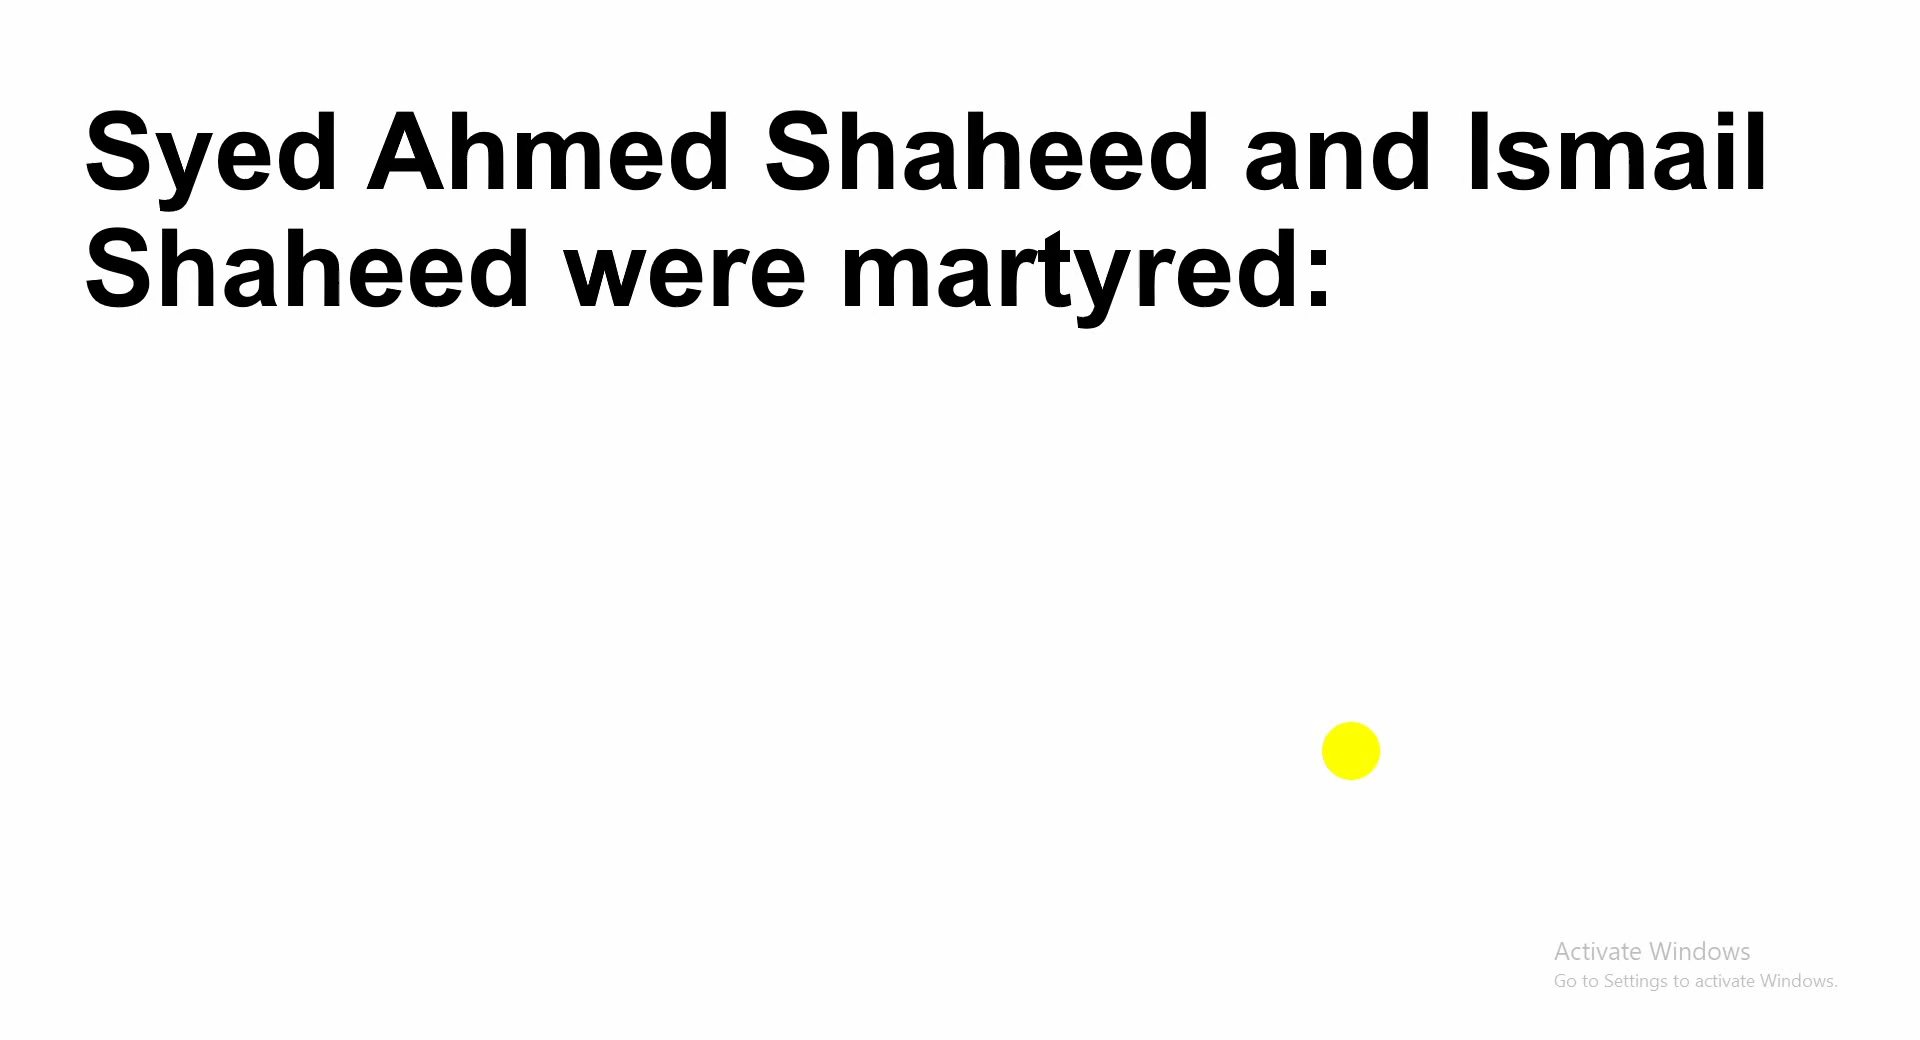 Syed Ahmed Shaheed and Ismail
Shaheed were martyred:
Activate Windows
Go to Settings to activate Windows.